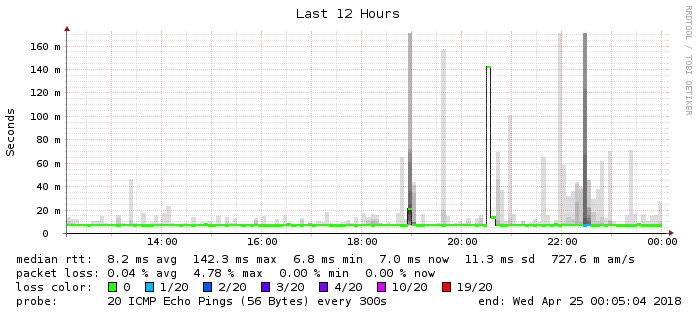 Last 12 Hours
RRDTOOL / TOBI OETIKER
Seconds
160 m
140 m
120 m
100 m
80 m
60 m
40 m
20 m
0
14:00 16:00 18:00 20:00 22:00 00:00
median rtt: 8.2 ms avg 142.3 ms max 6.8 ms min 7.0 ms now 11.3 ms sd 727.6 m am/s
packet loss: 0.04 % avg 4.78 % max 0.00 % min 0.00 % now
loss color: 0 1/20 2/20 3/20 4/20 10/20 19/20
probe: 20 ICMP Echo Pings (56 Bytes) every 300s end: Wed Apr 25 00:05:04 2018